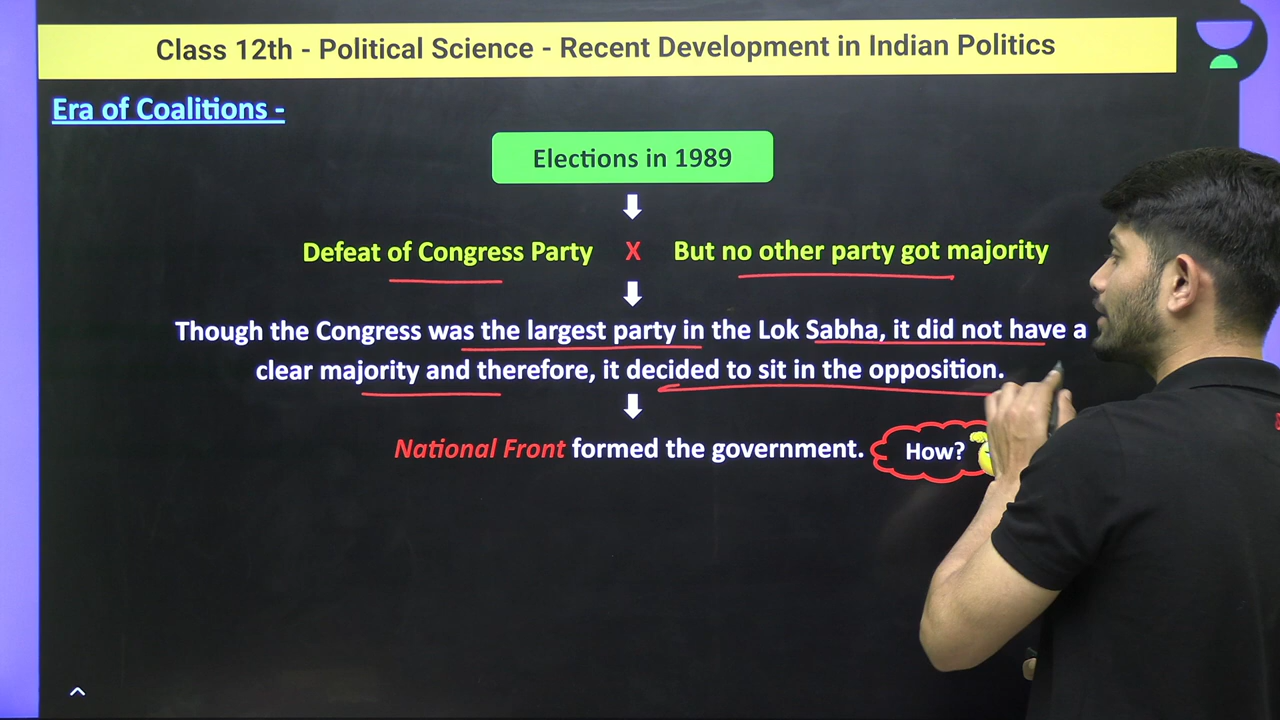 Class 12th - Political Science - Recent Development in Indian Politics
Era of Coalitions -
Elections in 1989
Defeat of Congress Party X But no other party got majority
Though the Congress was the largest party in the Lok Sabha, it did not have a
clear majority and therefore, it decided to sit in the opposition.
National Front formed the government. How?